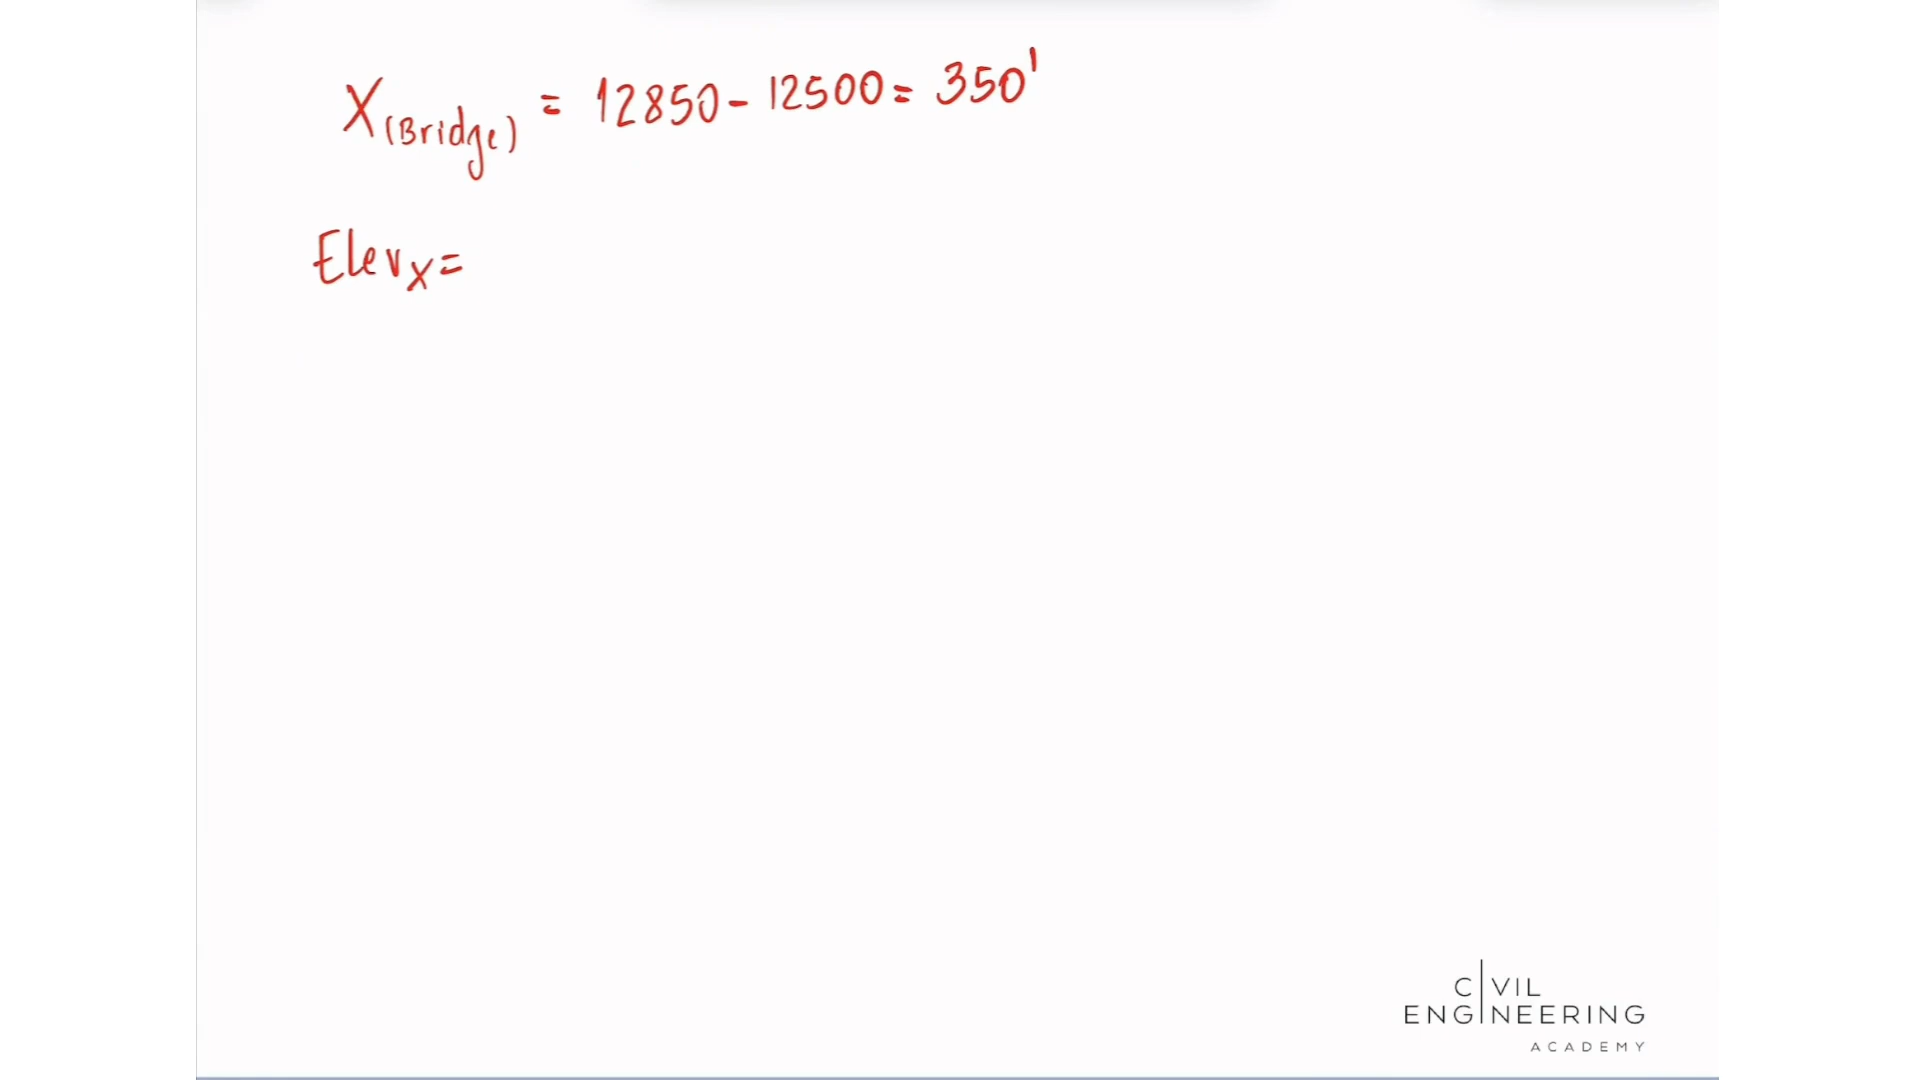 X(Bridge) = 12850 - 12500 = 350'
Elevx =
CIVIL
ENGINEERING
ACADEMY